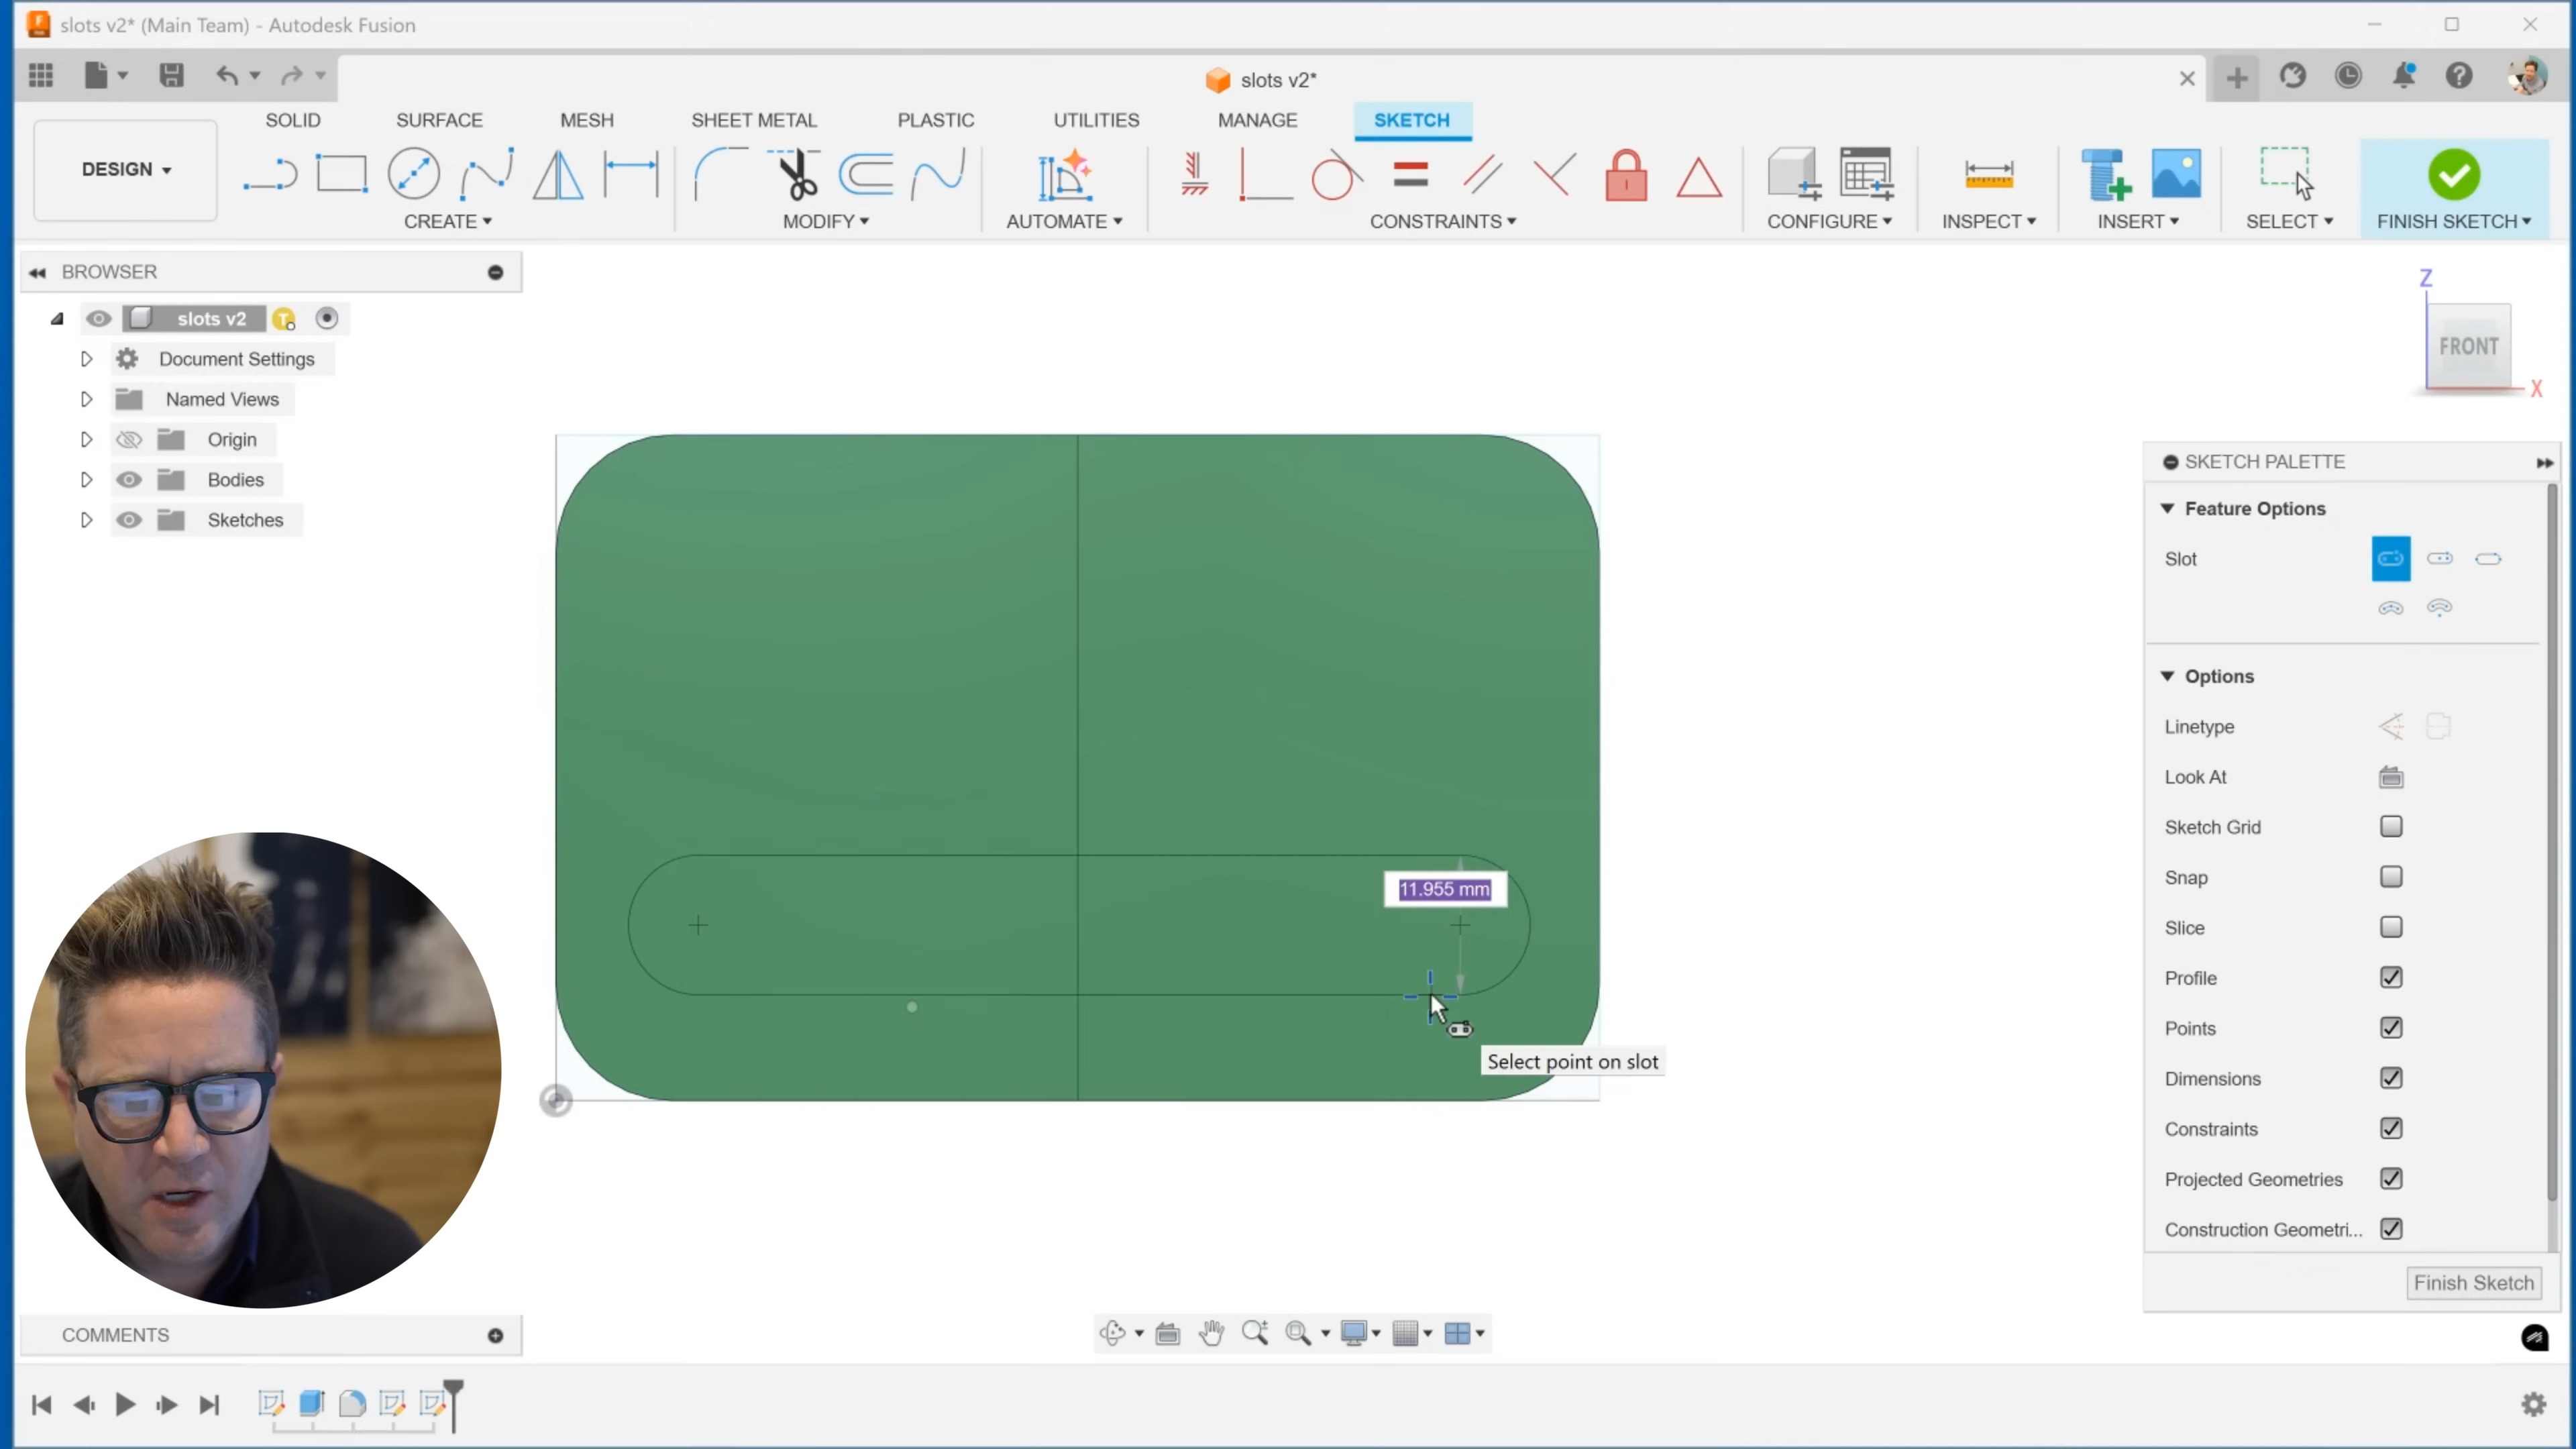 slots v2* (Main Team) - Autodesk Fusion
slots v2*
SOLID SURFACE MESH SHEET METAL PLASTIC UTILITIES MANAGE SKETCH
DESIGN
CREATE MODIFY AUTOMATE CONSTRAINTS CONFIGURE INSPECT INSERT SELECT FINISH SKETCH
BROWSER
slots v2
Document Settings
Named Views
Origin
Bodies
Sketches
Z
FRONT
X
SKETCH PALETTE
Feature Options
Slot
Options
Linetype
Look At
Sketch Grid
Snap
Slice
Profile
Points
Dimensions
Constraints
Projected Geometries
Construction Geometri...
Finish Sketch
11.955 mm
Select point on slot
COMMENTS